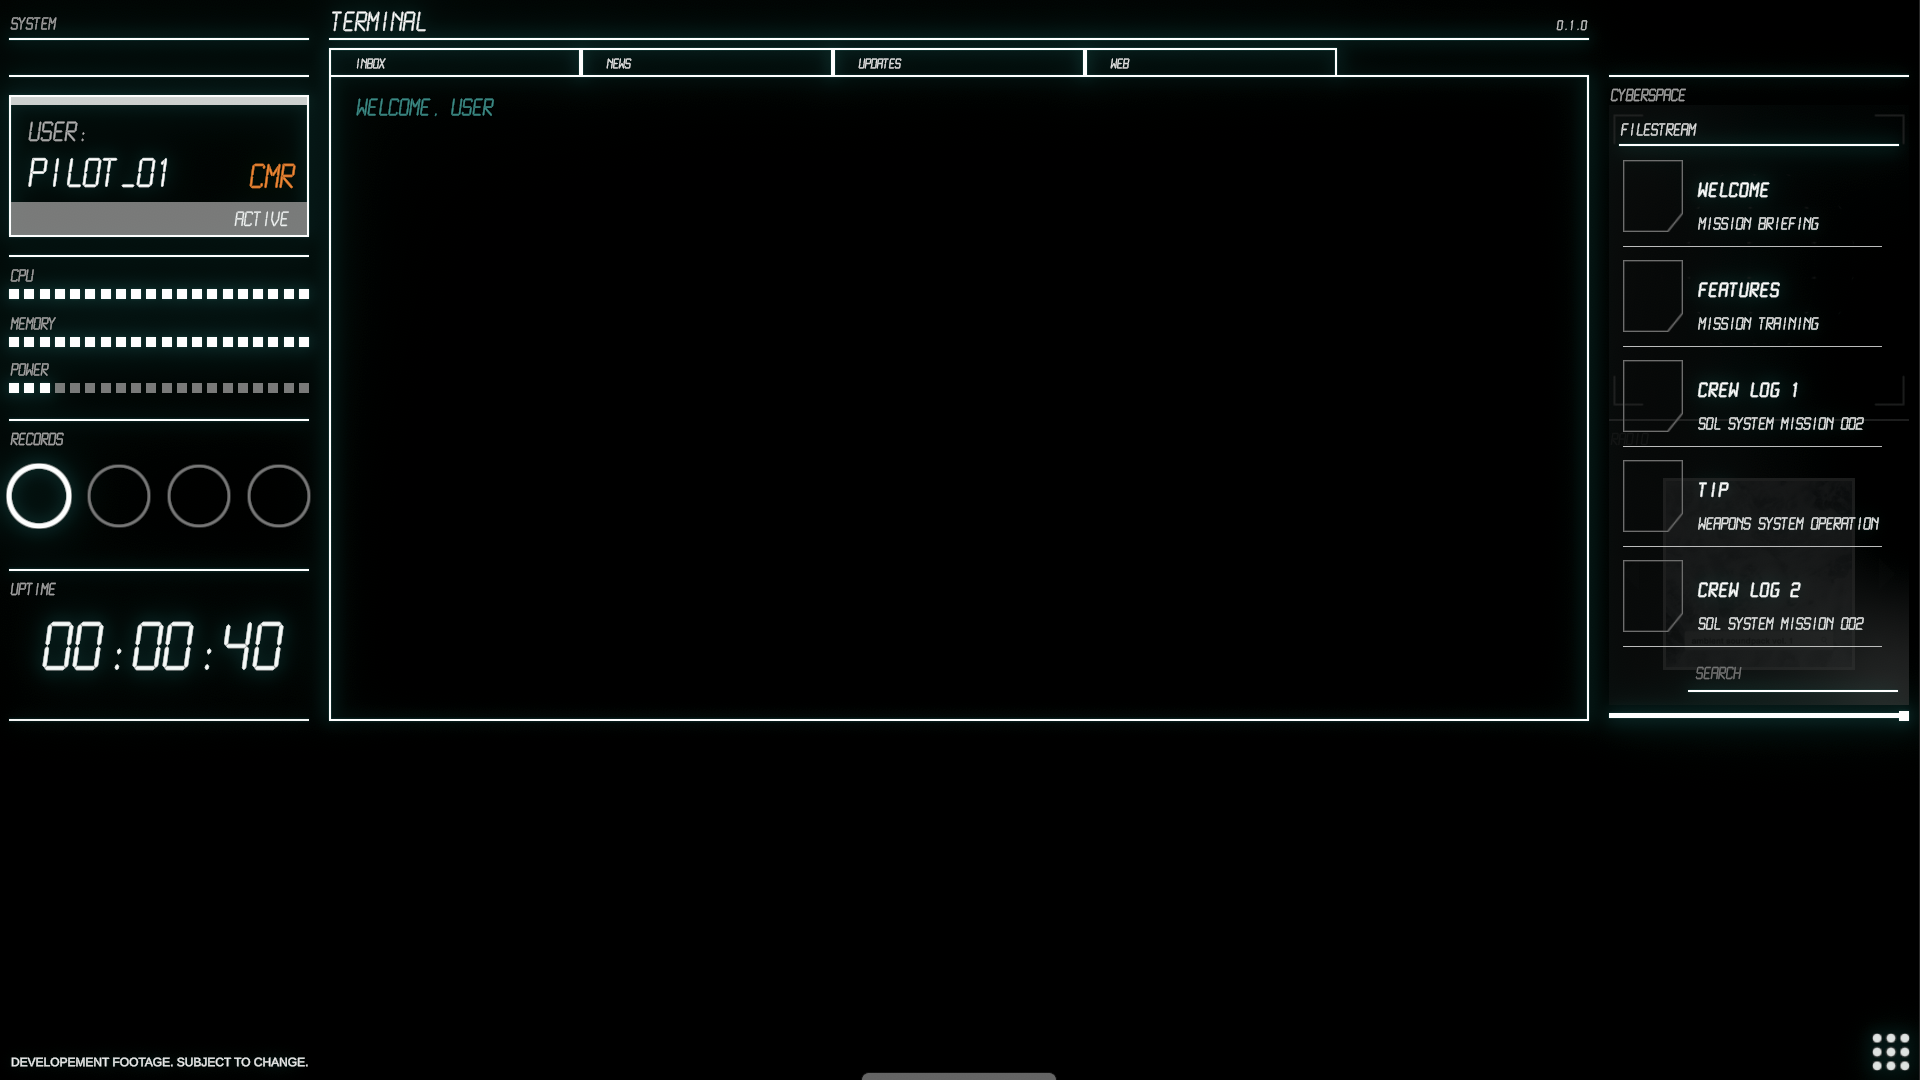 SYSTEM
TERMINAL
0.1.0
INBOX
NEWS
UPDATES
WEB
WELCOME, USER
USER:
PILOT_01
CMR
ACTIVE
CPU
MEMORY
POWER
RECORDS
UPTIME
00:00:40
CYBERSPACE
FILESTREAM
WELCOME
MISSION BRIEFING
FEATURES
MISSION TRAINING
CREW LOG 1
SOL SYSTEM MISSION 002
RADIO
TIP
WEAPONS SYSTEM OPERATION
CREW LOG 2
SOL SYSTEM MISSION 002
SEARCH
DEVELOPEMENT FOOTAGE. SUBJECT TO CHANGE.